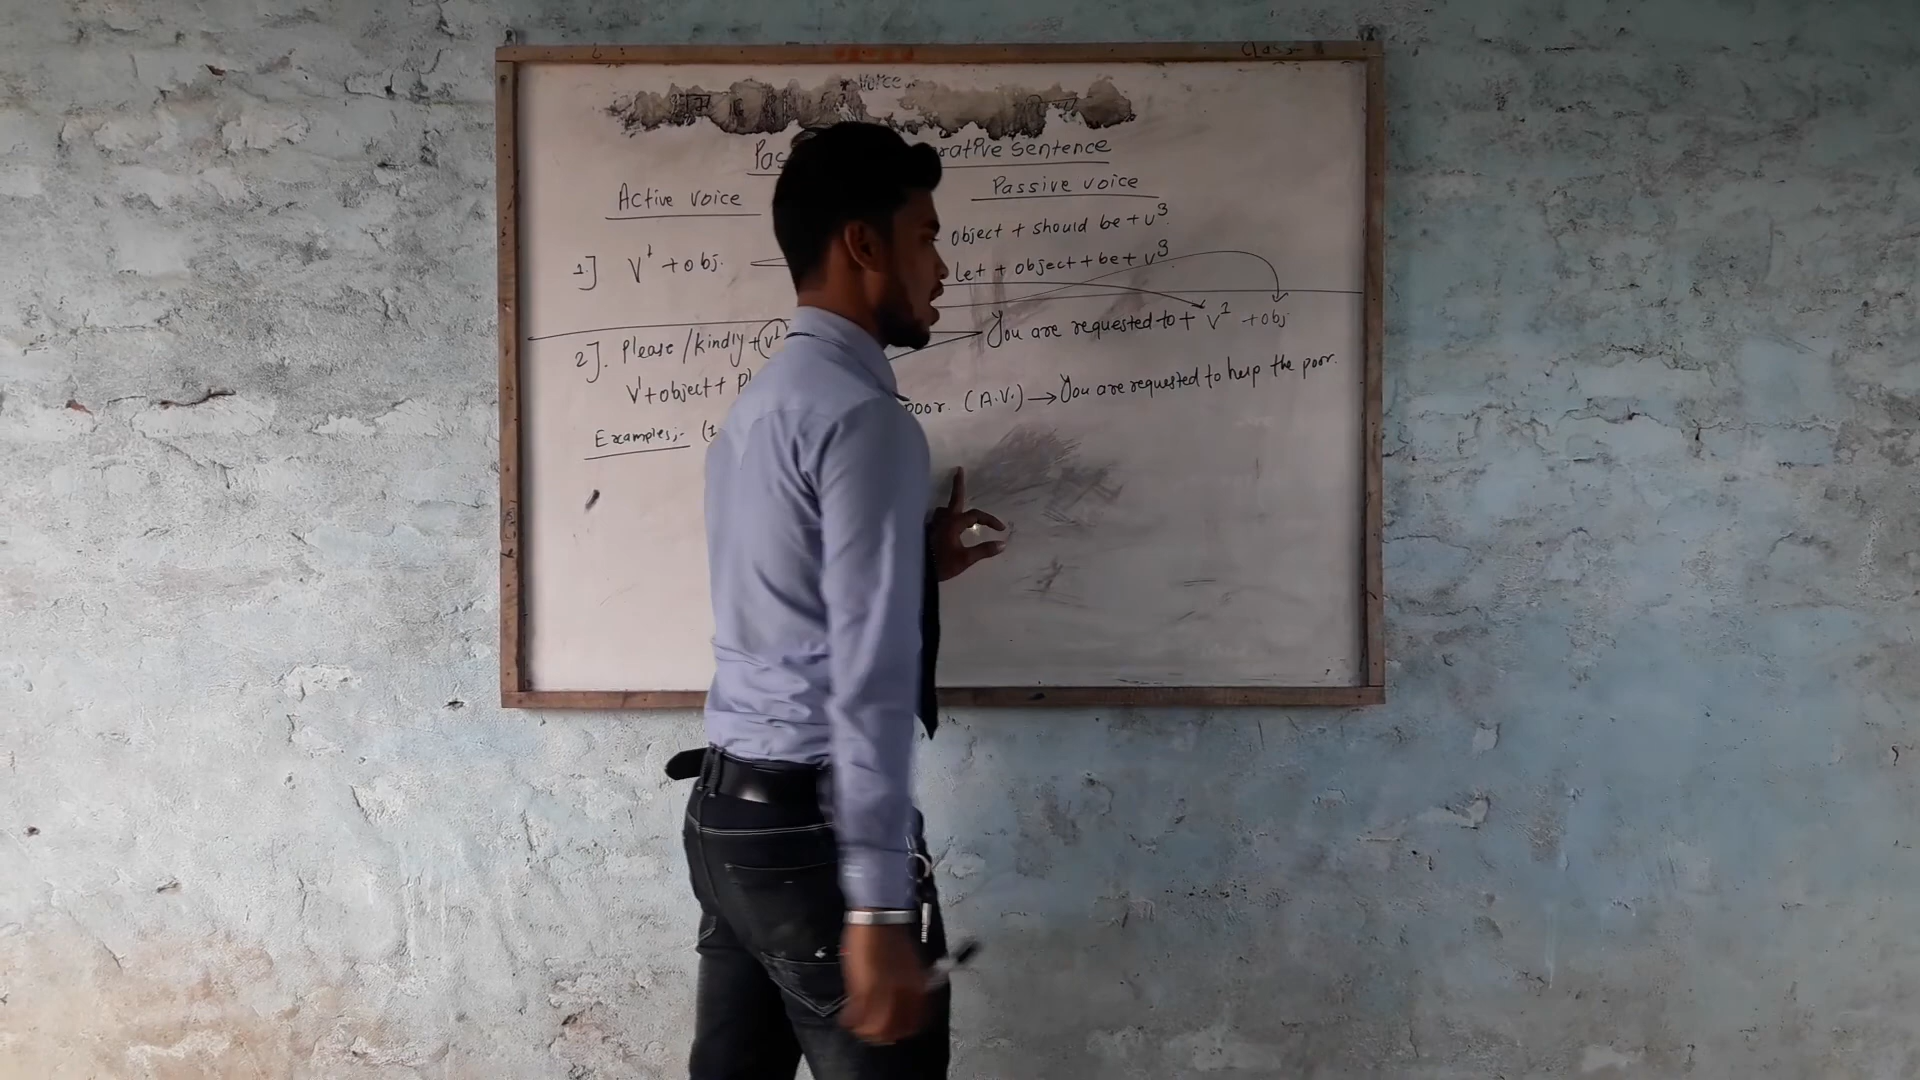 Class-
Voice
Pas rative sentence
Active voice
Passive voice
object + should be + v³
1.] V¹ + obj.
Let + object + be + v³
2]. Please / kindly + v¹
You are requested to + v¹ + obj
V¹ + object + pl
Examples:- (1 poor. (A.V.) → You are requested to help the poor.